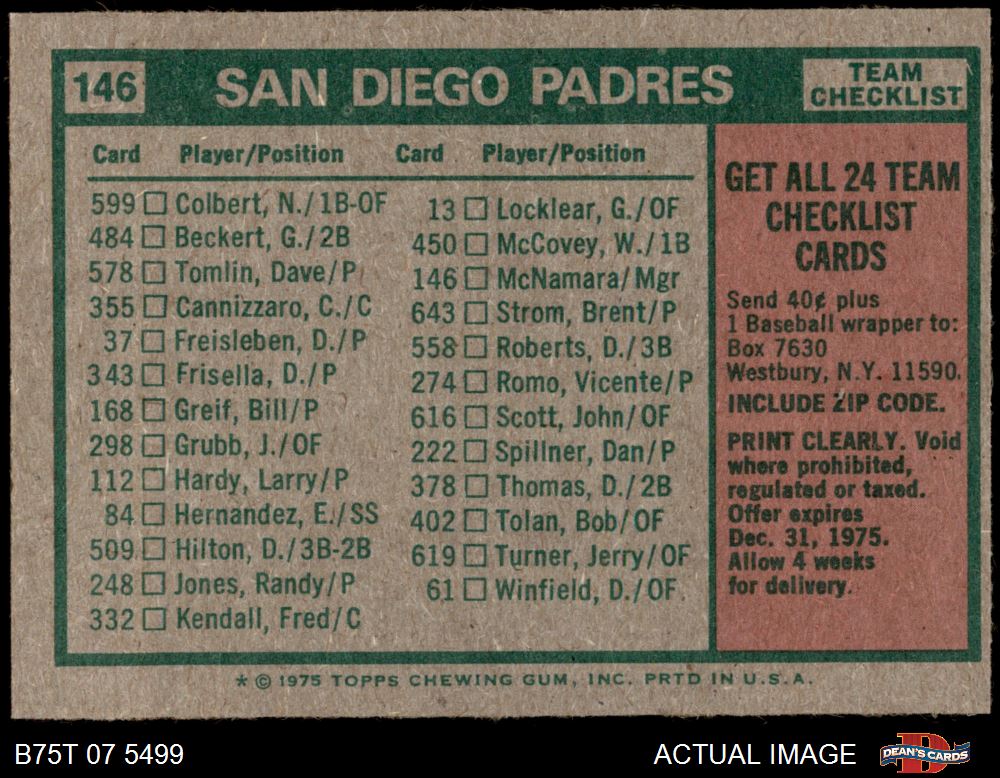 146
SAN DIEGO PADRES
TEAM
CHECKLIST
Card Player/Position Card Player/Position
599 Colbert, N./1B-OF
484 Beckert, G./2B
578 Tomlin, Dave/P
355 Cannizzaro, C./C
37 Freisleben, D./P
343 Frisella, D./P
168 Greif, Bill/P
298 Grubb, J./OF
112 Hardy, Larry/P
84 Hernandez, E./SS
509 Hilton, D./3B-2B
248 Jones, Randy/P
332 Kendall, Fred/C
13 Locklear, G./OF
450 McCovey, W./1B
146 McNamara/Mgr
643 Strom, Brent/P
558 Roberts, D./3B
274 Romo, Vicente/P
616 Scott, John/OF
222 Spillner, Dan/P
378 Thomas, D./2B
402 Tolan, Bob/OF
619 Turner, Jerry/OF
61 Winfield, D./OF
GET ALL 24 TEAM
CHECKLIST
CARDS
Send 40¢ plus
1 Baseball wrapper to:
Box 7630
Westbury, N.Y. 11590.
INCLUDE ZIP CODE.
PRINT CLEARLY. Void
where prohibited,
regulated or taxed.
Offer expires
Dec. 31, 1975.
Allow 4 weeks
for delivery.
* © 1975 TOPPS CHEWING GUM, INC. PRTD IN U.S.A.
B75T 07 5499
ACTUAL IMAGE
DEAN'S CARDS